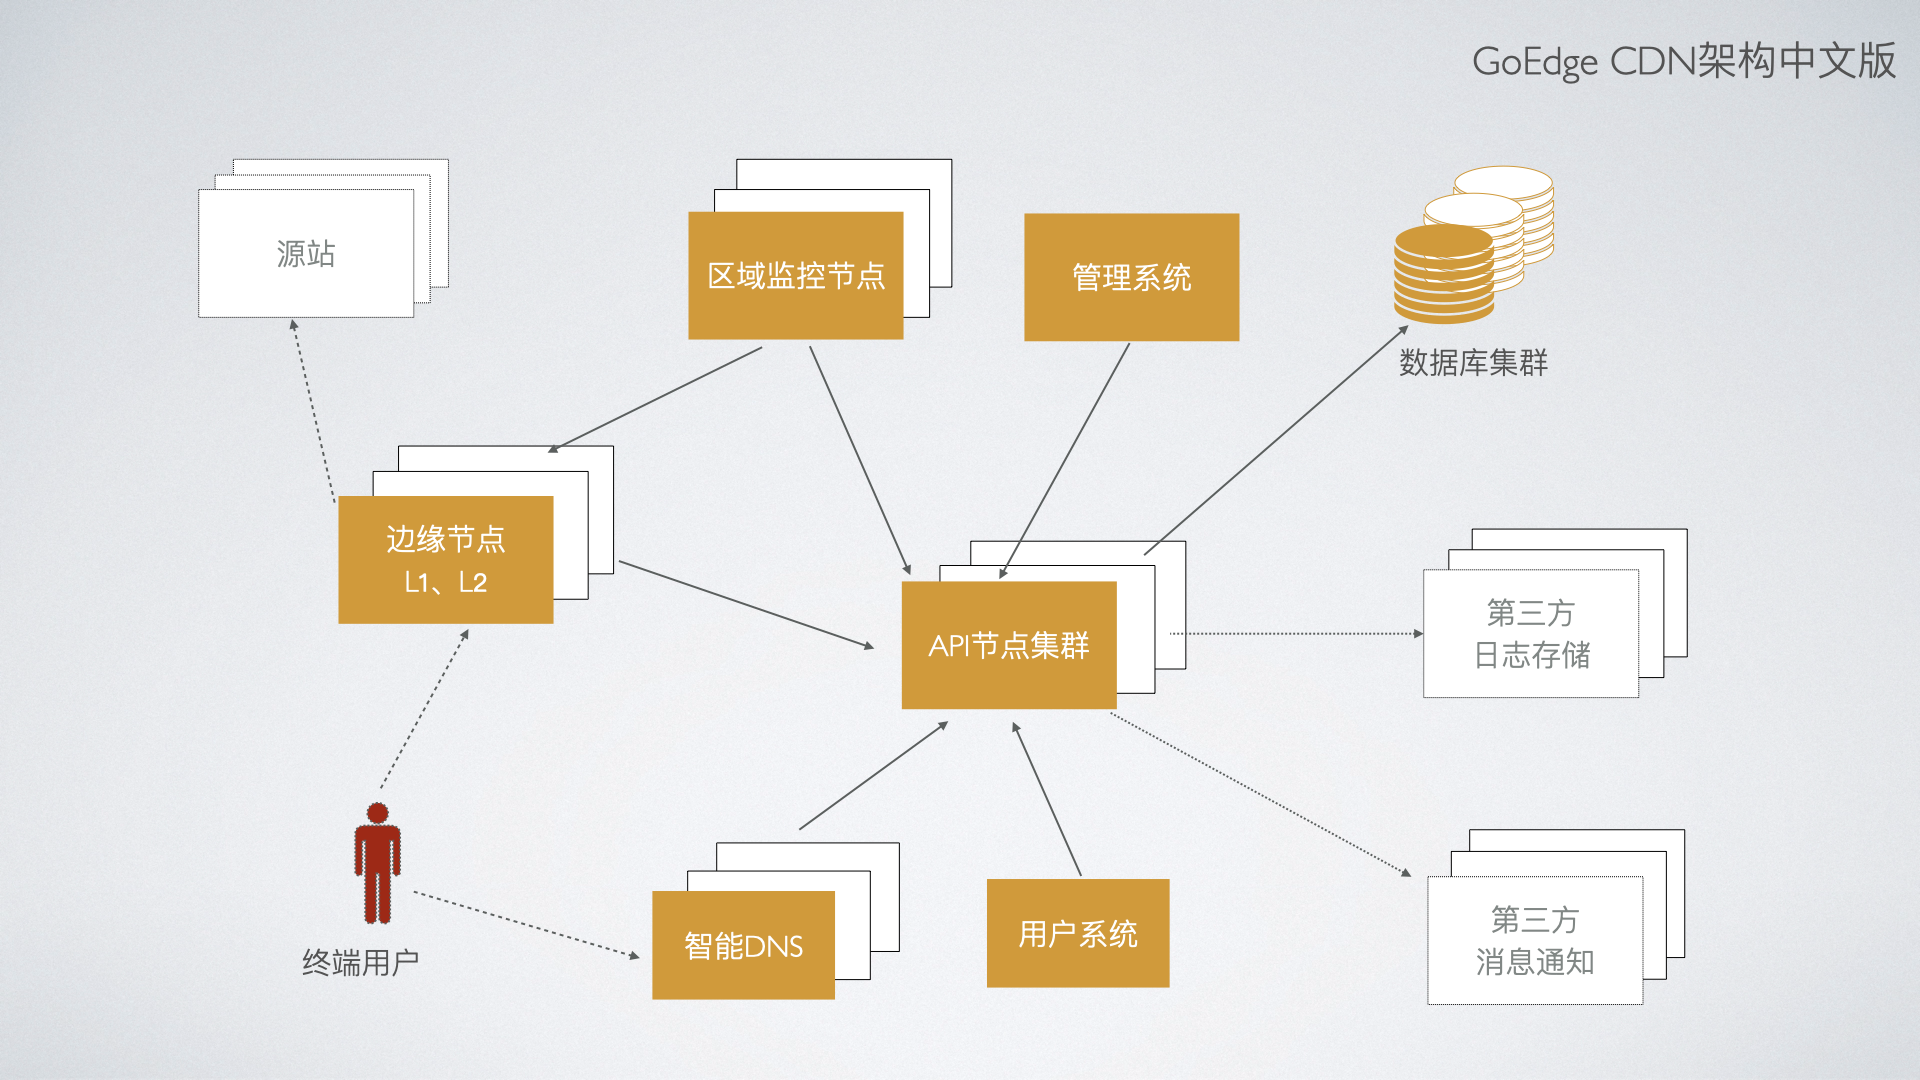 GoEdge CDN架构中文版
源站
区域监控节点
管理系统
数据库集群
边缘节点
L1、L2
API节点集群
第三方
日志存储
终端用户
智能DNS
用户系统
第三方
消息通知